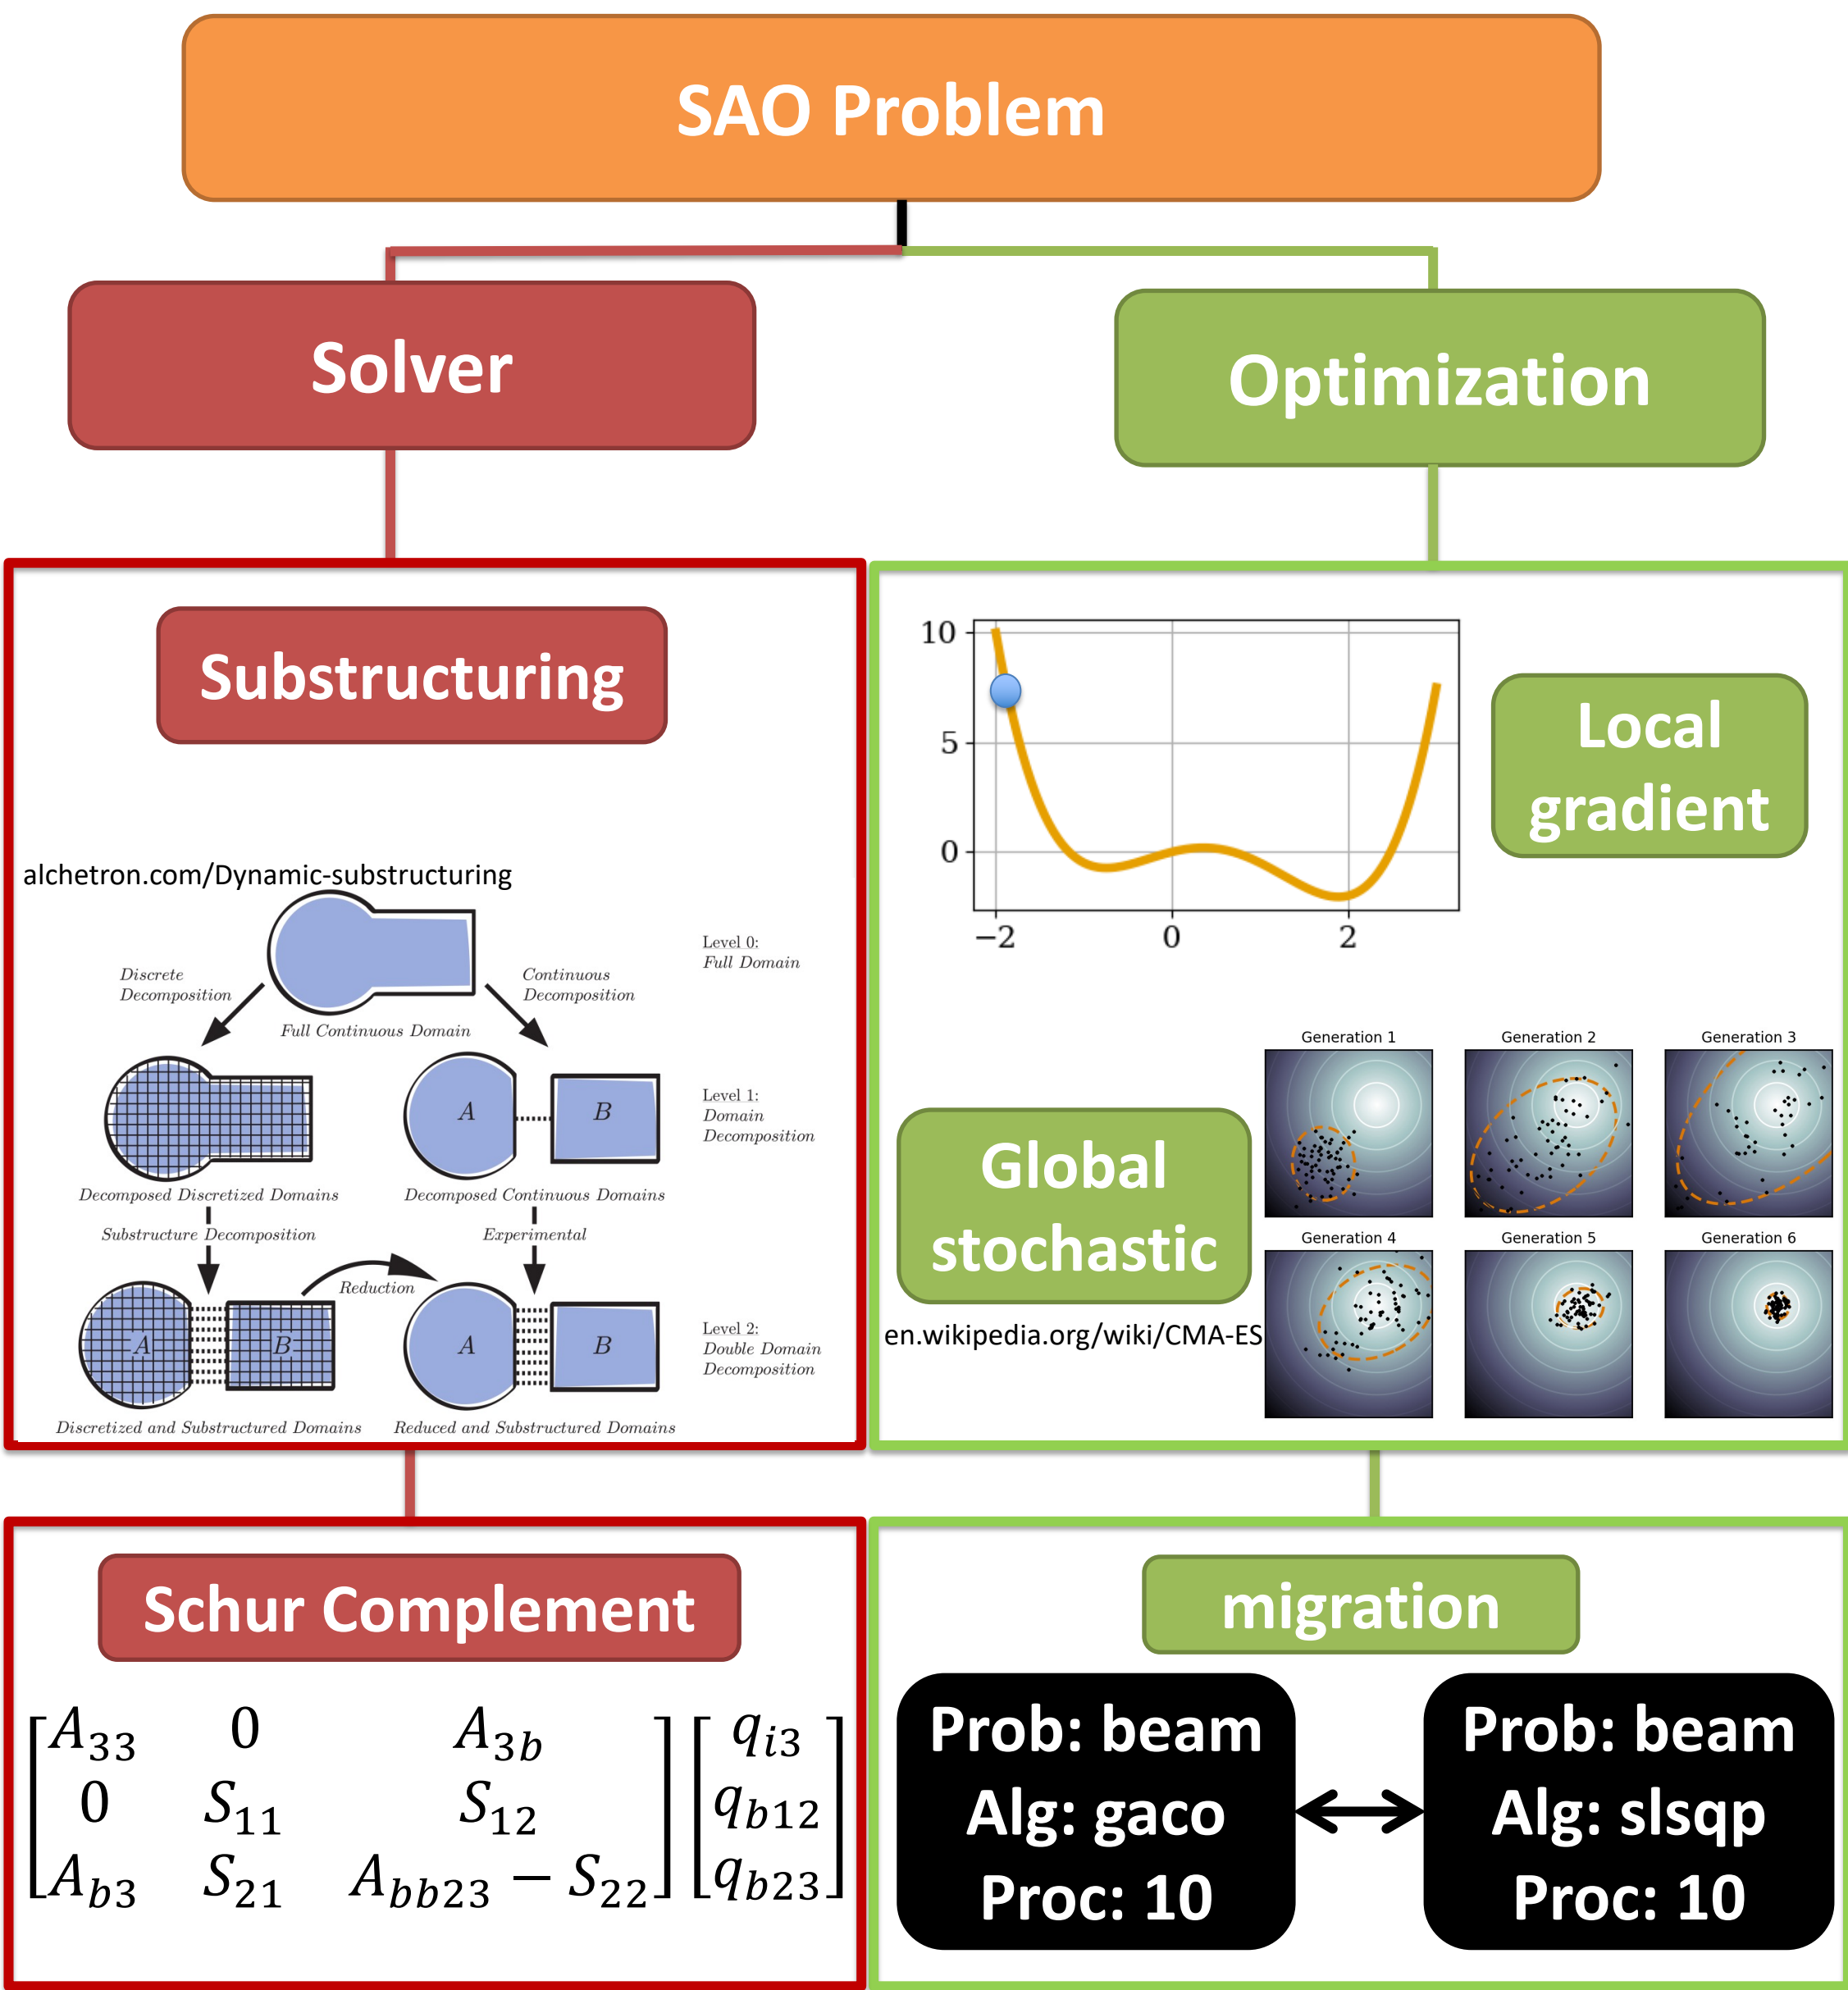 SAO Problem
Solver
Optimization
Substructuring
alchetron.com/Dynamic-substructuring
Level 0:
Full Domain
Discrete
Decomposition
Continuous
Decomposition
Full Continuous Domain
A
B
Level 1:
Domain
Decomposition
Decomposed Discretized Domains
Decomposed Continuous Domains
Substructure Decomposition
Experimental
Reduction
A
B
A
B
Level 2:
Double Domain
Decomposition
Discretized and Substructured Domains
Reduced and Substructured Domains
10
5
0
−2
0
2
Local
gradient
Global
stochastic
en.wikipedia.org/wiki/CMA-ES
Generation 1
Generation 2
Generation 3
Generation 4
Generation 5
Generation 6
Schur Complement
A33 0 A3b qi3
0 S11 S12 qb12
Ab3 S21 Abb23 − S22 qb23
migration
Prob: beam
Alg: gaco
Proc: 10
Prob: beam
Alg: slsqp
Proc: 10